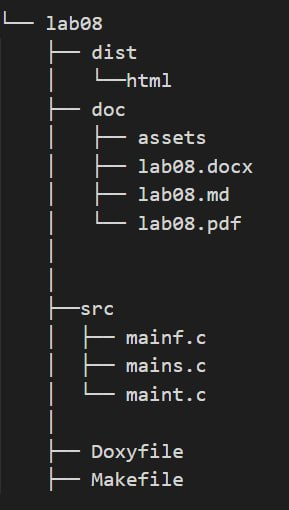 └── lab08
    ├── dist
    │   └──html
    ├── doc
    │   ├── assets
    │   ├── lab08.docx
    │   ├── lab08.md
    │   └── lab08.pdf
    │
    │
    ├──src
    │  ├── mainf.c
    │  ├── mains.c
    │  └── maint.c
    │
    ├── Doxyfile
    ├── Makefile